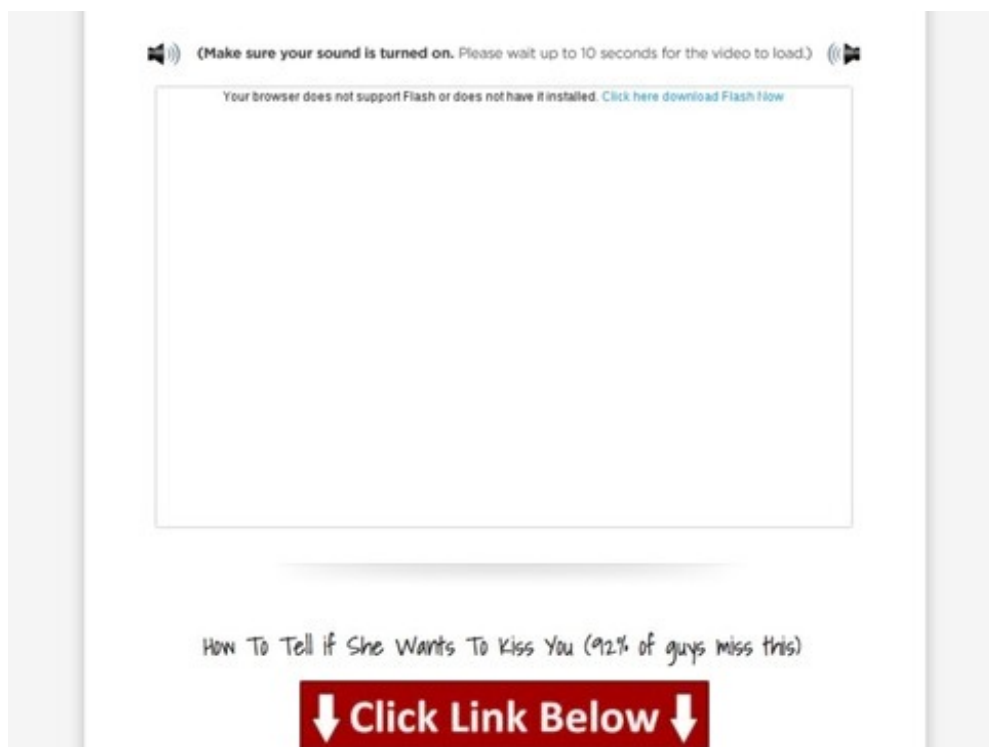 (Make sure your sound is turned on. Please wait up to 10 seconds for the video to load.)
Your browser does not support Flash or does not have it installed. Click here download Flash Now
How To Tell if She Wants To Kiss You (92% of guys miss this)
Click Link Below